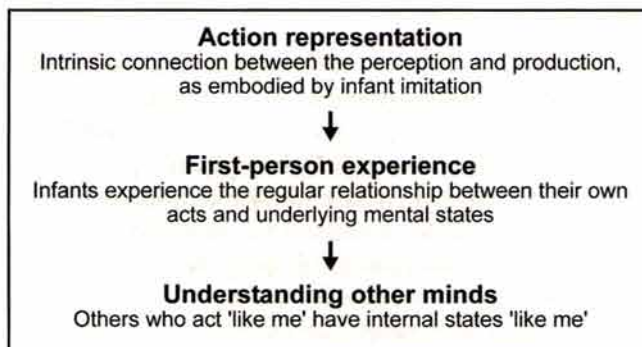 Action representation
Intrinsic connection between the perception and production,
as embodied by infant imitation
First-person experience
Infants experience the regular relationship between their own
acts and underlying mental states
Understanding other minds
Others who act 'like me' have internal states 'like me'